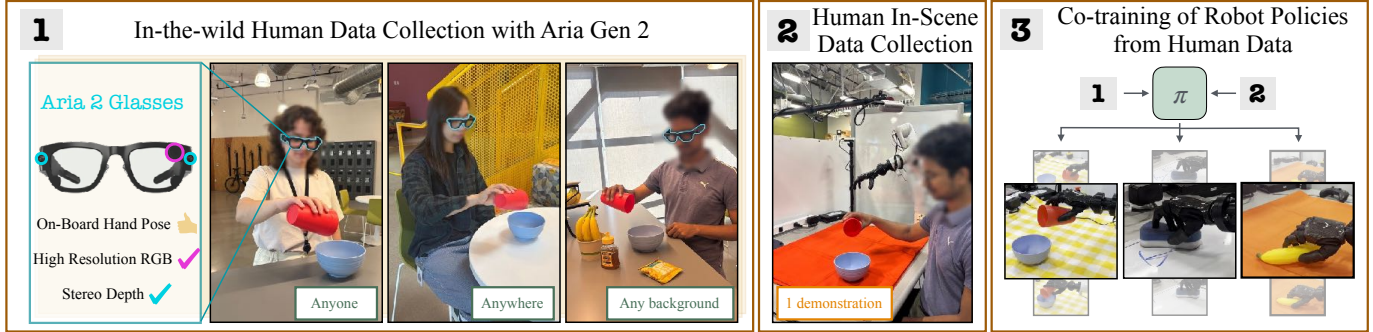 1
In-the-wild Human Data Collection with Aria Gen 2
Aria 2 Glasses
On-Board Hand Pose
High Resolution RGB
Stereo Depth
Anyone
Anywhere
Any background
2
Human In-Scene
Data Collection
1 demonstration
3
Co-training of Robot Policies
from Human Data
1
π
2